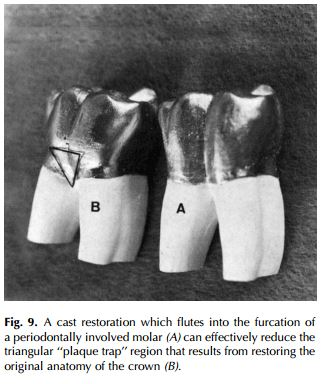 B
A
Fig. 9. A cast restoration which flutes into the furcation of
a periodontally involved molar (A) can effectively reduce the
triangular “plaque trap” region that results from restoring the
original anatomy of the crown (B).